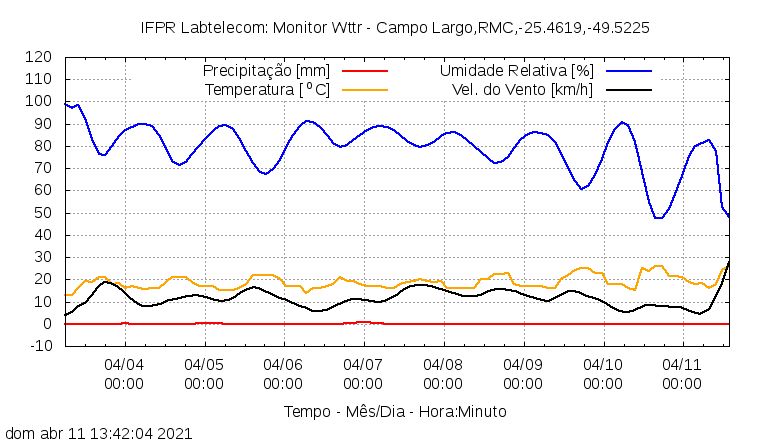 IFPR Labtelecom: Monitor Wttr - Campo Largo,RMC,-25.4619,-49.5225
Precipitação [mm]
Temperatura [⁰C]
Umidade Relativa [%]
Vel. do Vento [km/h]
120
110
100
90
80
70
60
50
40
30
20
10
0
-10
04/04 04/05 04/06 04/07 04/08 04/09 04/10 04/11
00:00 00:00 00:00 00:00 00:00 00:00 00:00 00:00
Tempo - Mês/Dia - Hora:Minuto
dom abr 11 13:42:04 2021